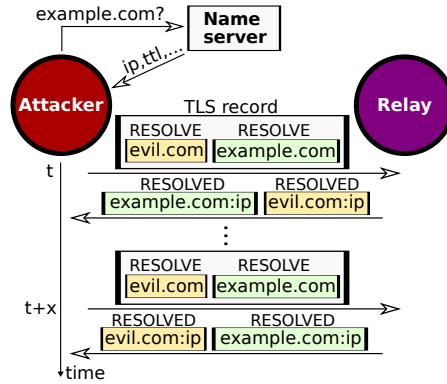 example.com?
Name
server
ip,ttl,...
Attacker
Relay
TLS record
RESOLVE RESOLVE
evil.com example.com
t
RESOLVED RESOLVED
example.com:ip evil.com:ip
...
RESOLVE RESOLVE
evil.com example.com
t+x
RESOLVED RESOLVED
evil.com:ip example.com:ip
time